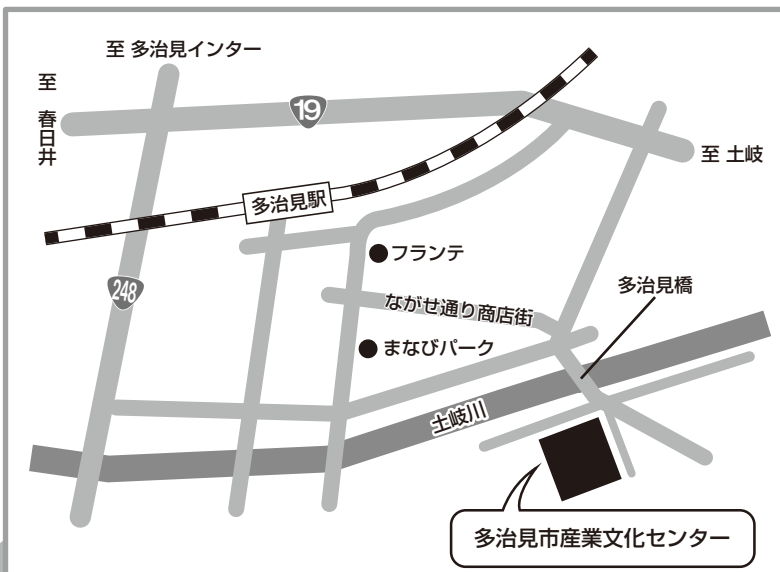 至 多治見インター
至 春日井
19
至 土岐
多治見駅
フランテ
248
多治見橋
ながせ通り商店街
まなびパーク
土岐川
多治見市産業文化センター